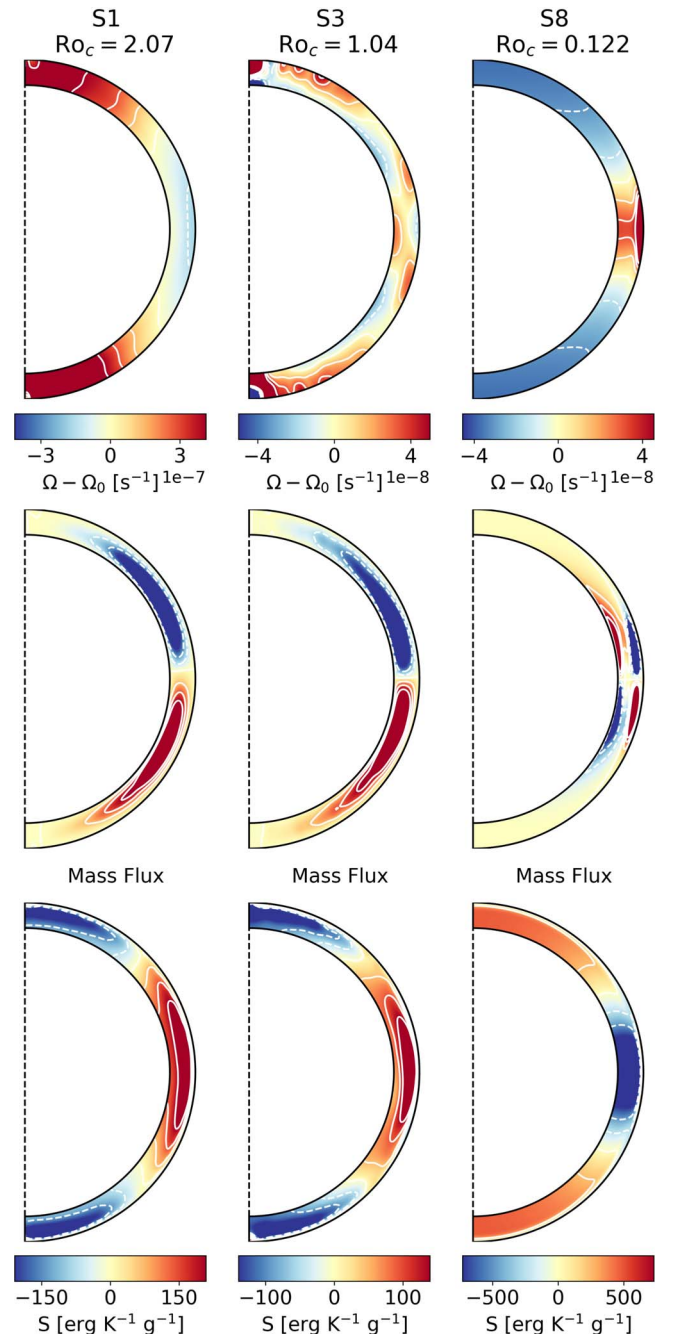 S1 S3 S8
Ro_c = 2.07 Ro_c = 1.04 Ro_c = 0.122
−3 0 3 −4 0 4 −4 0 4
Ω − Ω_0 [s^{−1}] 1e-7 Ω − Ω_0 [s^{−1}] 1e-8 Ω − Ω_0 [s^{−1}] 1e-8
Mass Flux Mass Flux Mass Flux
−150 0 150 −100 0 100 −500 0 500
S [erg K^{−1} g^{−1}] S [erg K^{−1} g^{−1}] S [erg K^{−1} g^{−1}]